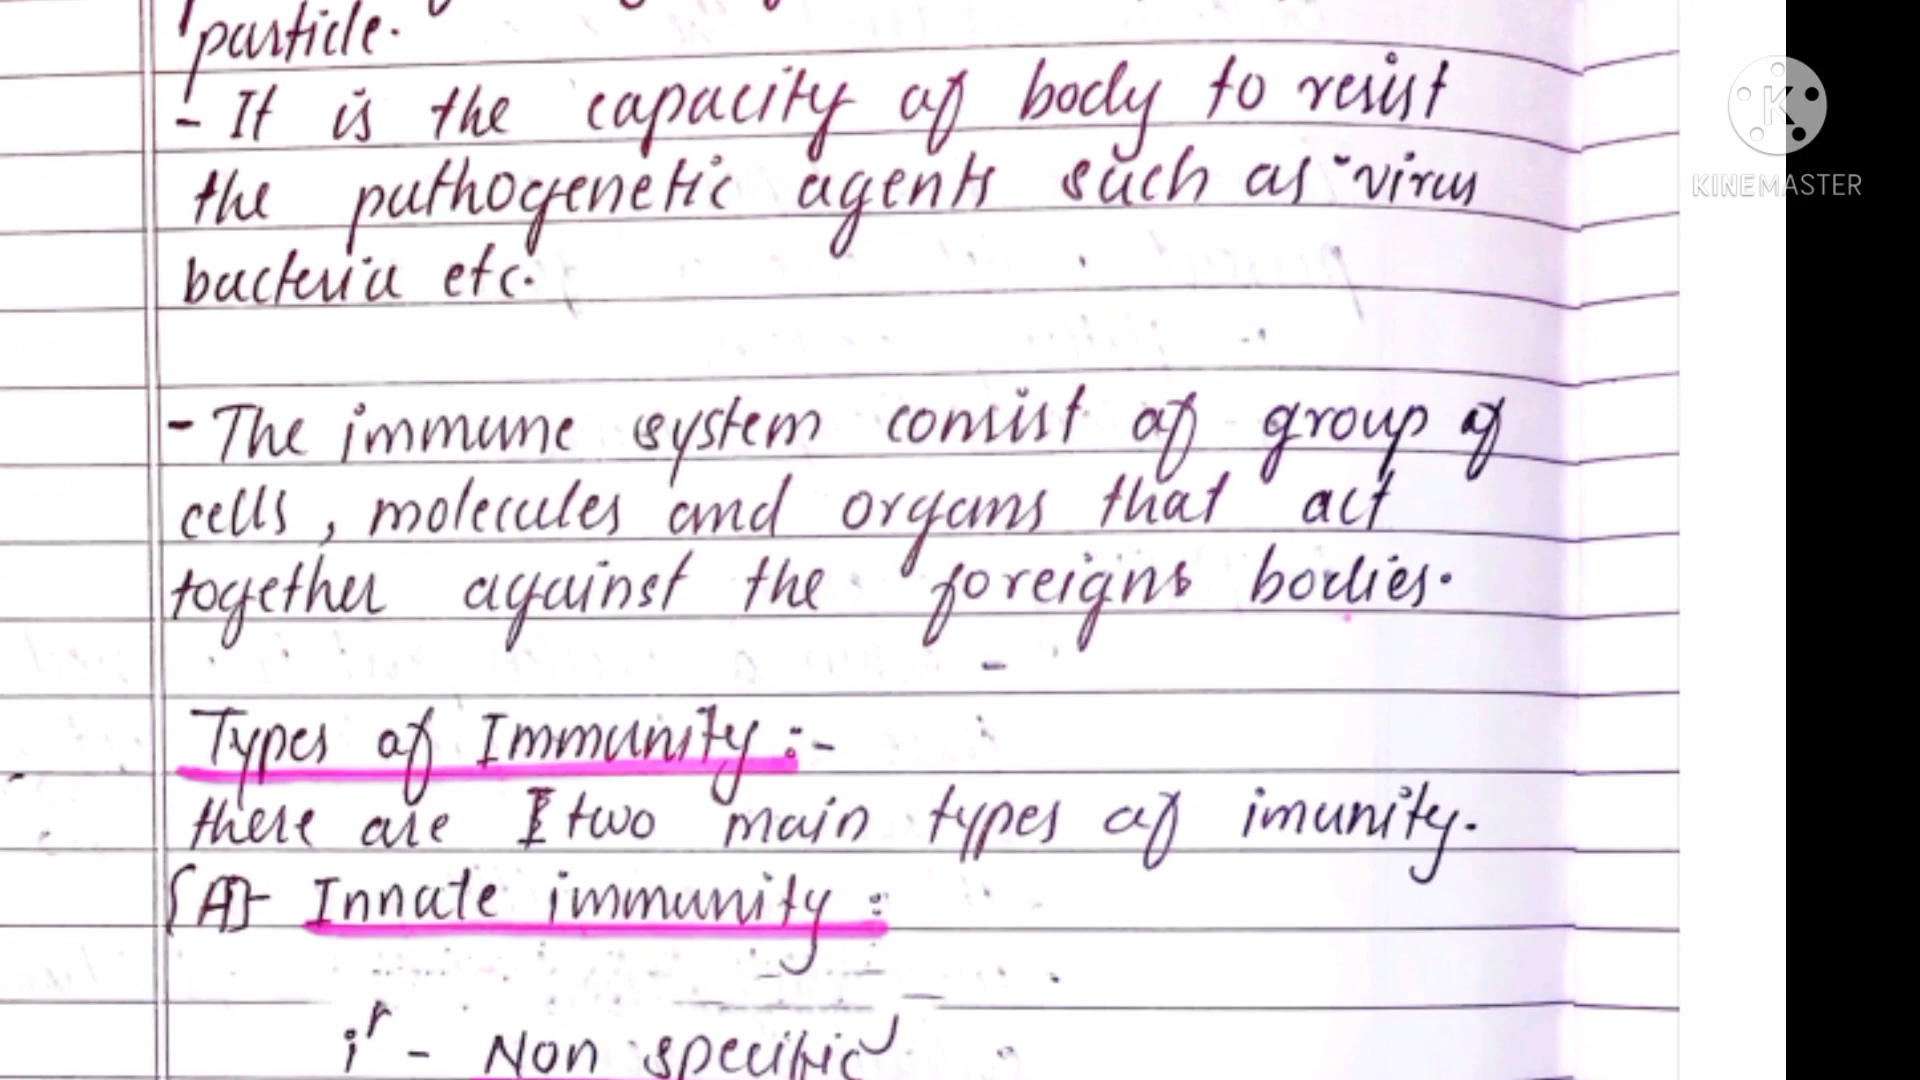 particle.
- It is the capacity of body to resist
the pathogenetic agents such as virus
bacteria etc.
- The immune system consist of group of
cells, molecules and organs that act
together against the foreigns bodies.
Types of Immunity :-
there are two main types of imunity.
(A)- Innate immunity :
i - Non specific
K
KINEMASTER